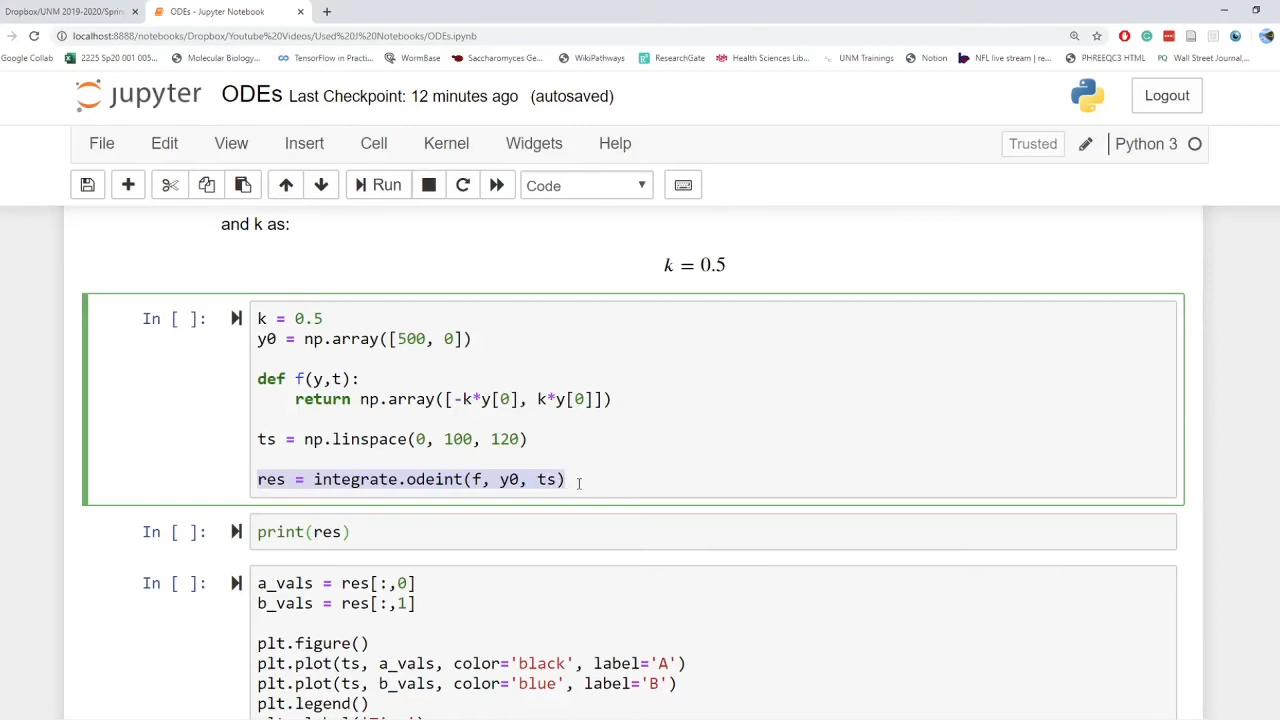 Dropbox/UNM 2019-2020/Sprin
ODEs - Jupyter Notebook
localhost:8888/notebooks/Dropbox/Youtube%20Videos/Used%20J%20Notebooks/ODEs.ipynb
Google Collab
2225 Sp20 001 005...
Molecular Biology...
TensorFlow in Practi...
WormBase
Saccharomyces Ge...
WikiPathways
ResearchGate
Health Sciences Lib...
UNM Trainings
Notion
NFL live stream | re...
PHREEQC3 HTML
Wall Street Journal,...
jupyter ODEs Last Checkpoint: 12 minutes ago (autosaved)
Logout
File Edit View Insert Cell Kernel Widgets Help
Trusted Python 3
Run Code
and k as:
k = 0.5
In [ ]:
k = 0.5
y0 = np.array([500, 0])
def f(y,t):
return np.array([-k*y[0], k*y[0]])
ts = np.linspace(0, 100, 120)
res = integrate.odeint(f, y0, ts)
In [ ]: print(res)
In [ ]:
a_vals = res[:,0]
b_vals = res[:,1]
plt.figure()
plt.plot(ts, a_vals, color='black', label='A')
plt.plot(ts, b_vals, color='blue', label='B')
plt.legend()